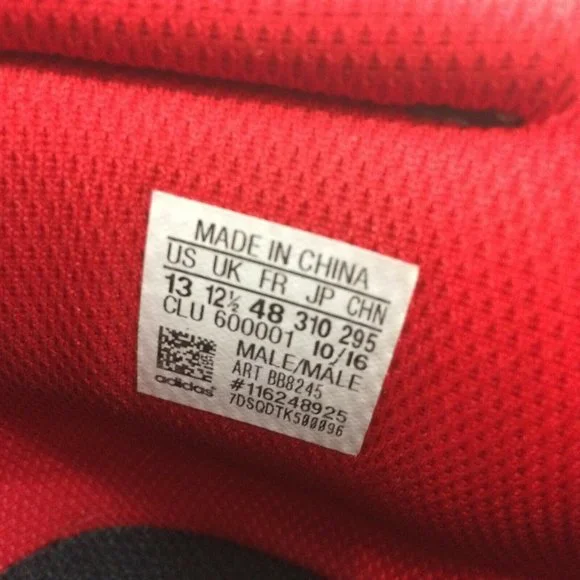 MADE IN CHINA
US UK FR JP CHN
13 12½ 48 310 295
CLU 600001 10/16
MALE/MALE
ART BB8245
#116248925
adidas
7DSQDTK500096